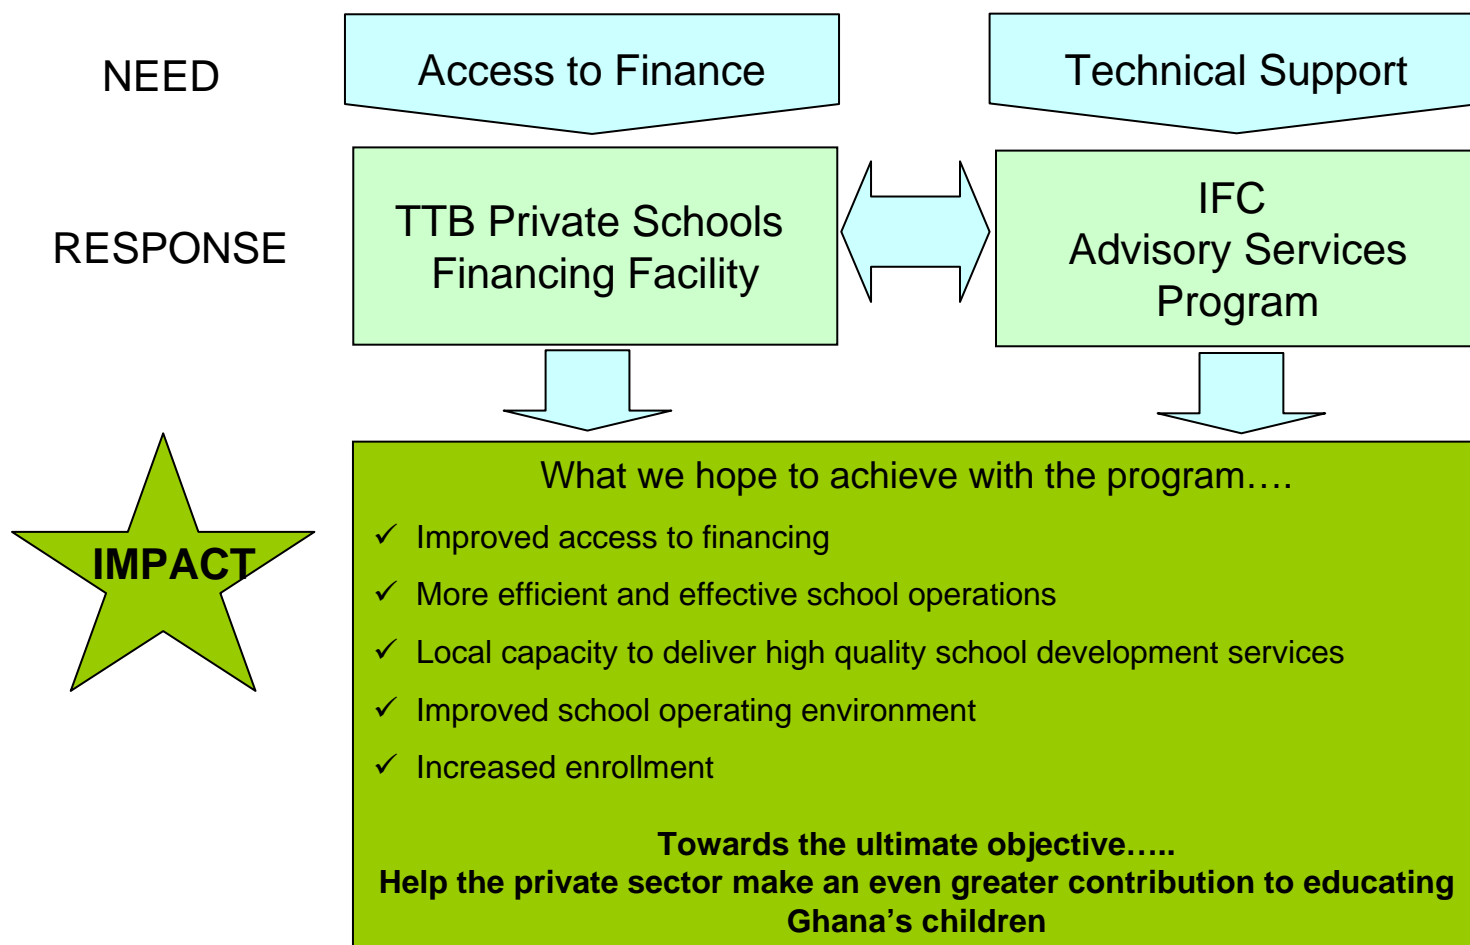 NEED
Access to Finance
Technical Support
RESPONSE
TTB Private Schools
Financing Facility
IFC
Advisory Services
Program
IMPACT
What we hope to achieve with the program….
✓ Improved access to financing
✓ More efficient and effective school operations
✓ Local capacity to deliver high quality school development services
✓ Improved school operating environment
✓ Increased enrollment
Towards the ultimate objective…..
Help the private sector make an even greater contribution to educating
Ghana’s children